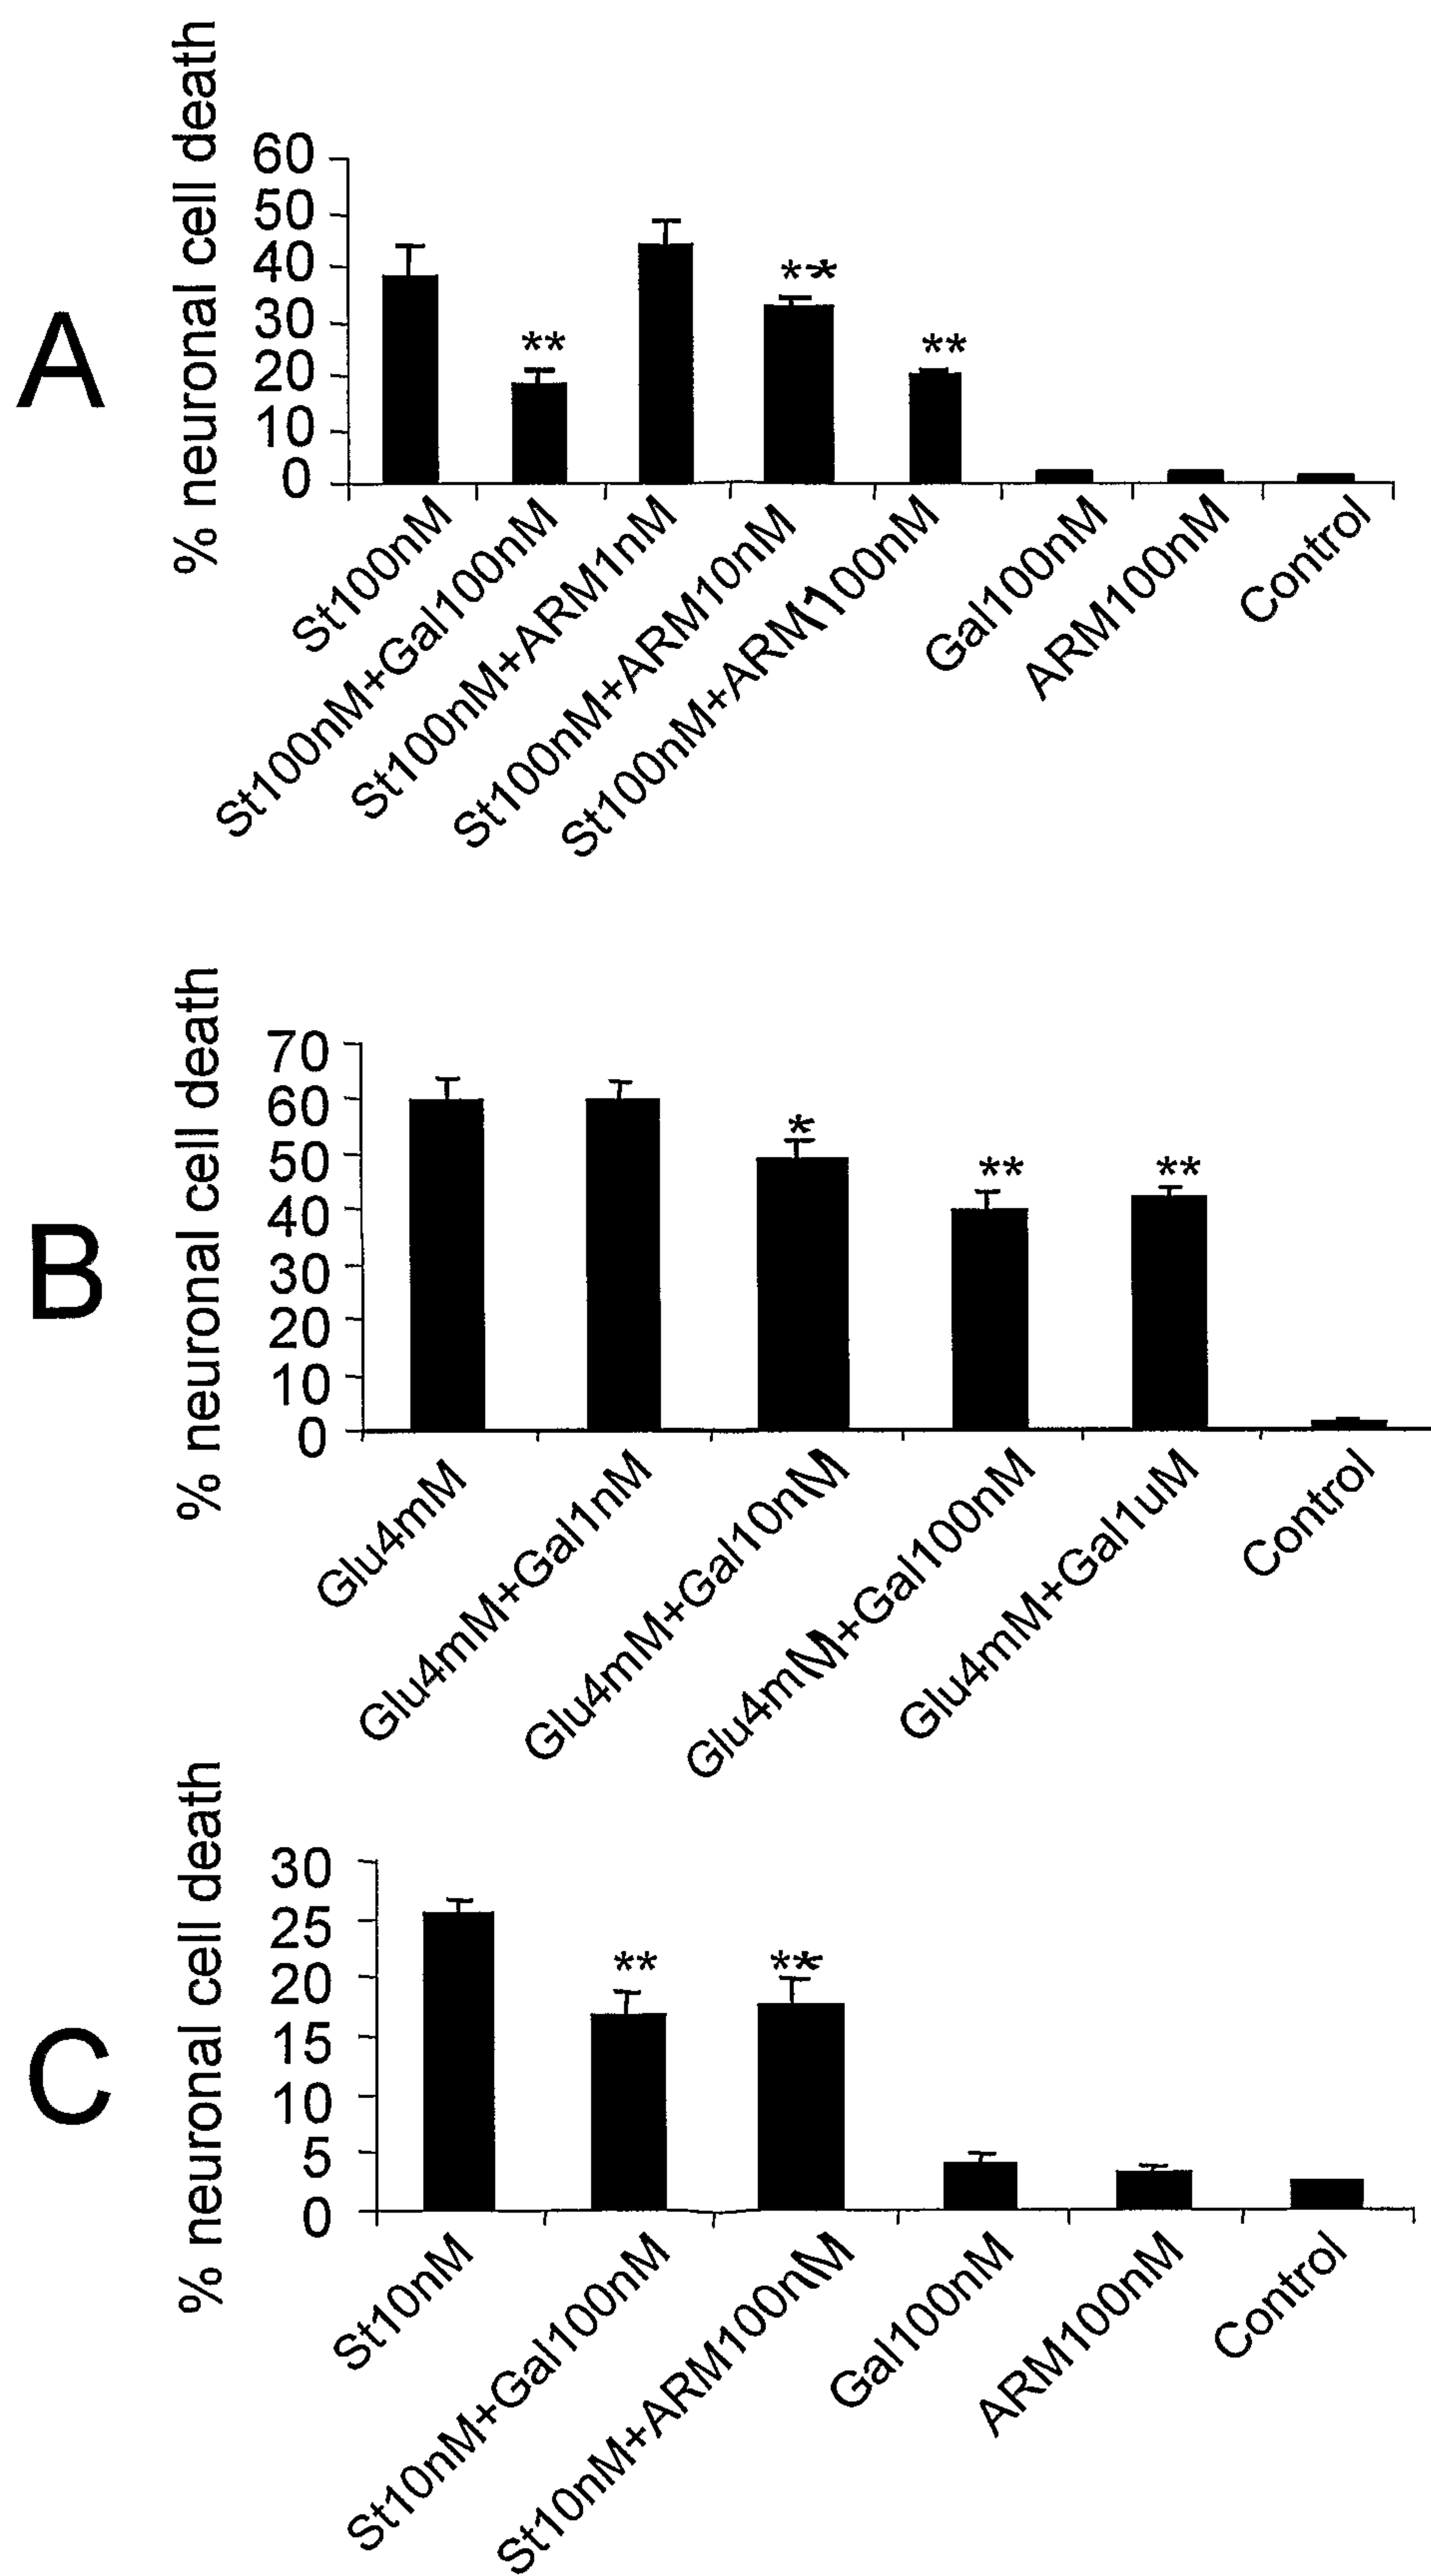 A
% neuronal cell death
60
50
40
30
20
10
0
**
**
**
St100nM
St100nM+Gal100nM
St100nM+ARM1nM
St100nM+ARM10nM
St100nM+ARM100nM
Gal100nM
ARM100nM
Control
B
% neuronal cell death
70
60
50
40
30
20
10
0
*
**
**
Glu4mM
Glu4mM+Gal1nM
Glu4mM+Gal10nM
Glu4mM+Gal100nM
Glu4mM+Gal1uM
Control
C
% neuronal cell death
30
25
20
15
10
5
0
**
**
St10nM
St10nM+Gal100nM
St10nM+ARM100nM
Gal100nM
ARM100nM
Control